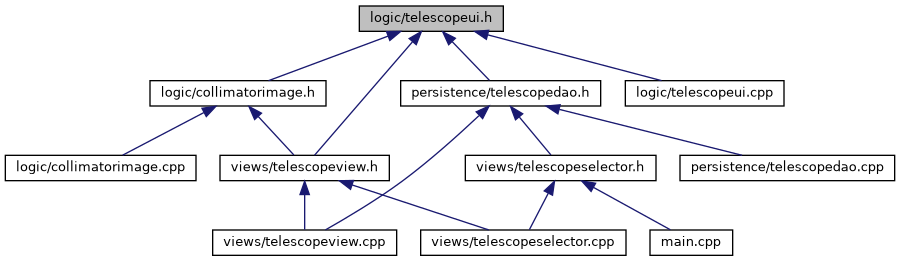 logic/telescopeui.h
logic/collimatorimage.h
persistence/telescopedao.h
logic/telescopeui.cpp
logic/collimatorimage.cpp
views/telescopeview.h
views/telescopeselector.h
persistence/telescopedao.cpp
views/telescopeview.cpp
views/telescopeselector.cpp
main.cpp